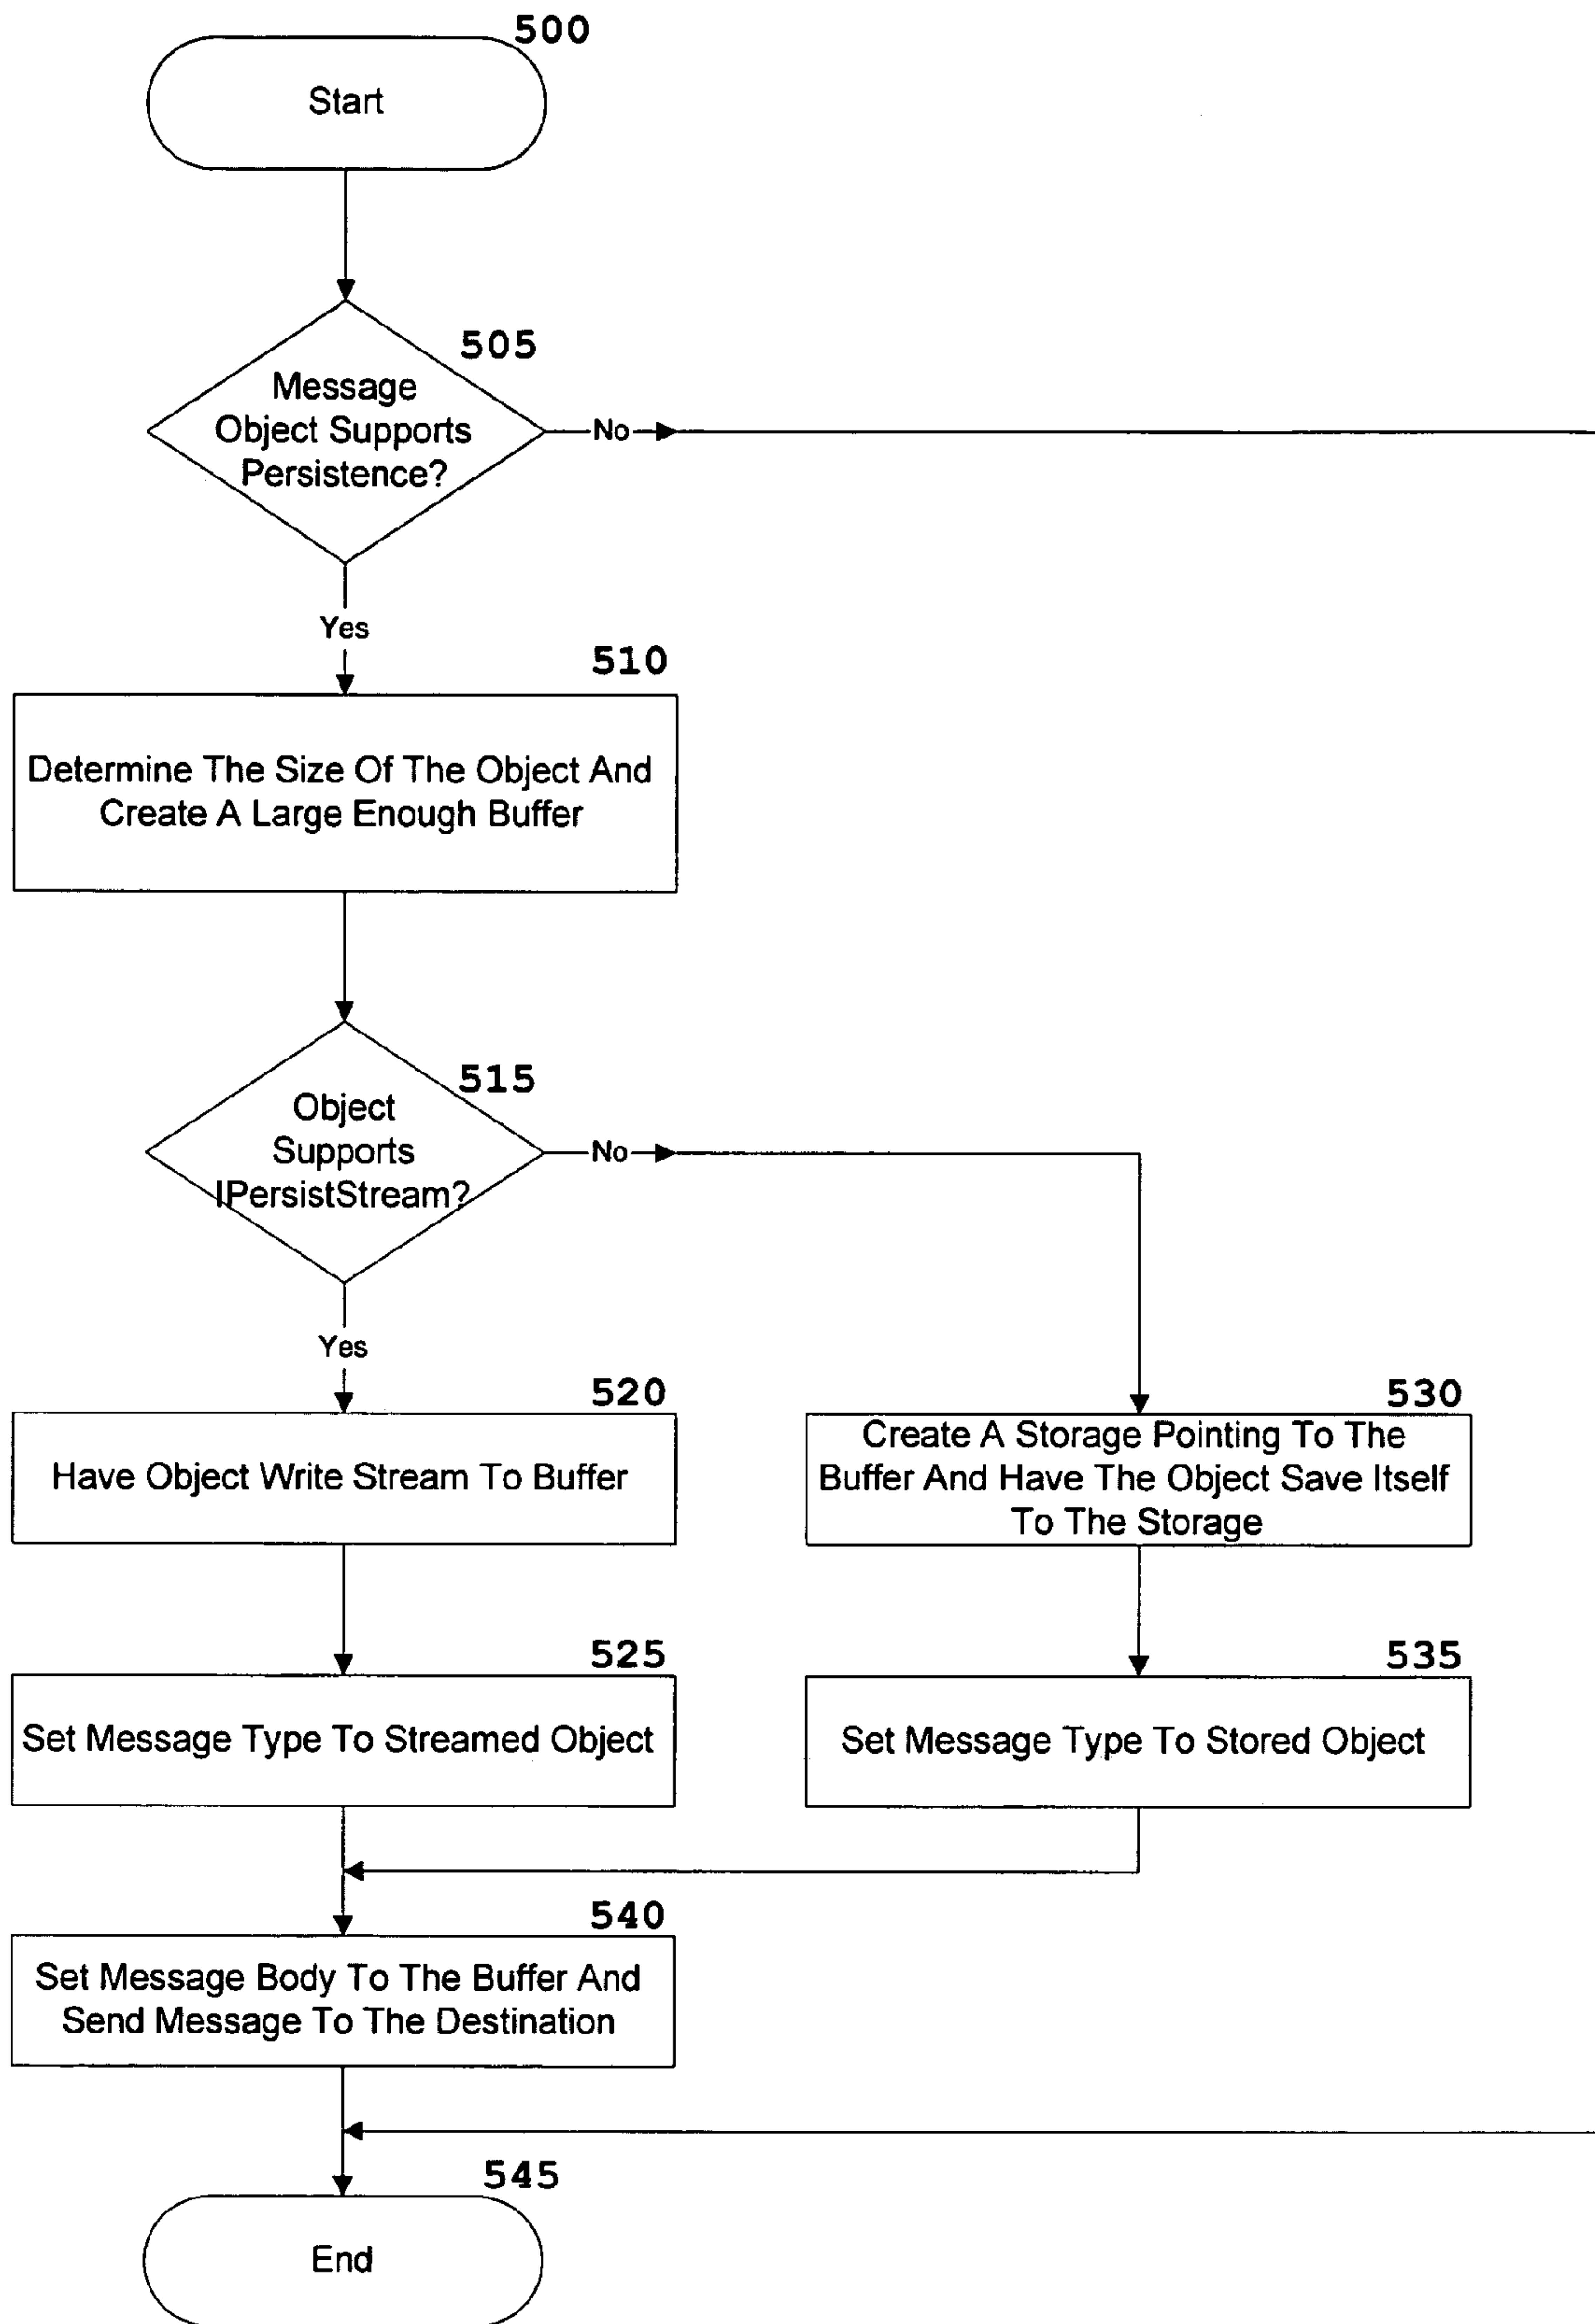 500
Start
505
Message
Object Supports
Persistence?
No
Yes
510
Determine The Size Of The Object And
Create A Large Enough Buffer
515
Object
Supports
IPersistStream?
No
Yes
520
Have Object Write Stream To Buffer
530
Create A Storage Pointing To The
Buffer And Have The Object Save Itself
To The Storage
525
Set Message Type To Streamed Object
535
Set Message Type To Stored Object
540
Set Message Body To The Buffer And
Send Message To The Destination
545
End